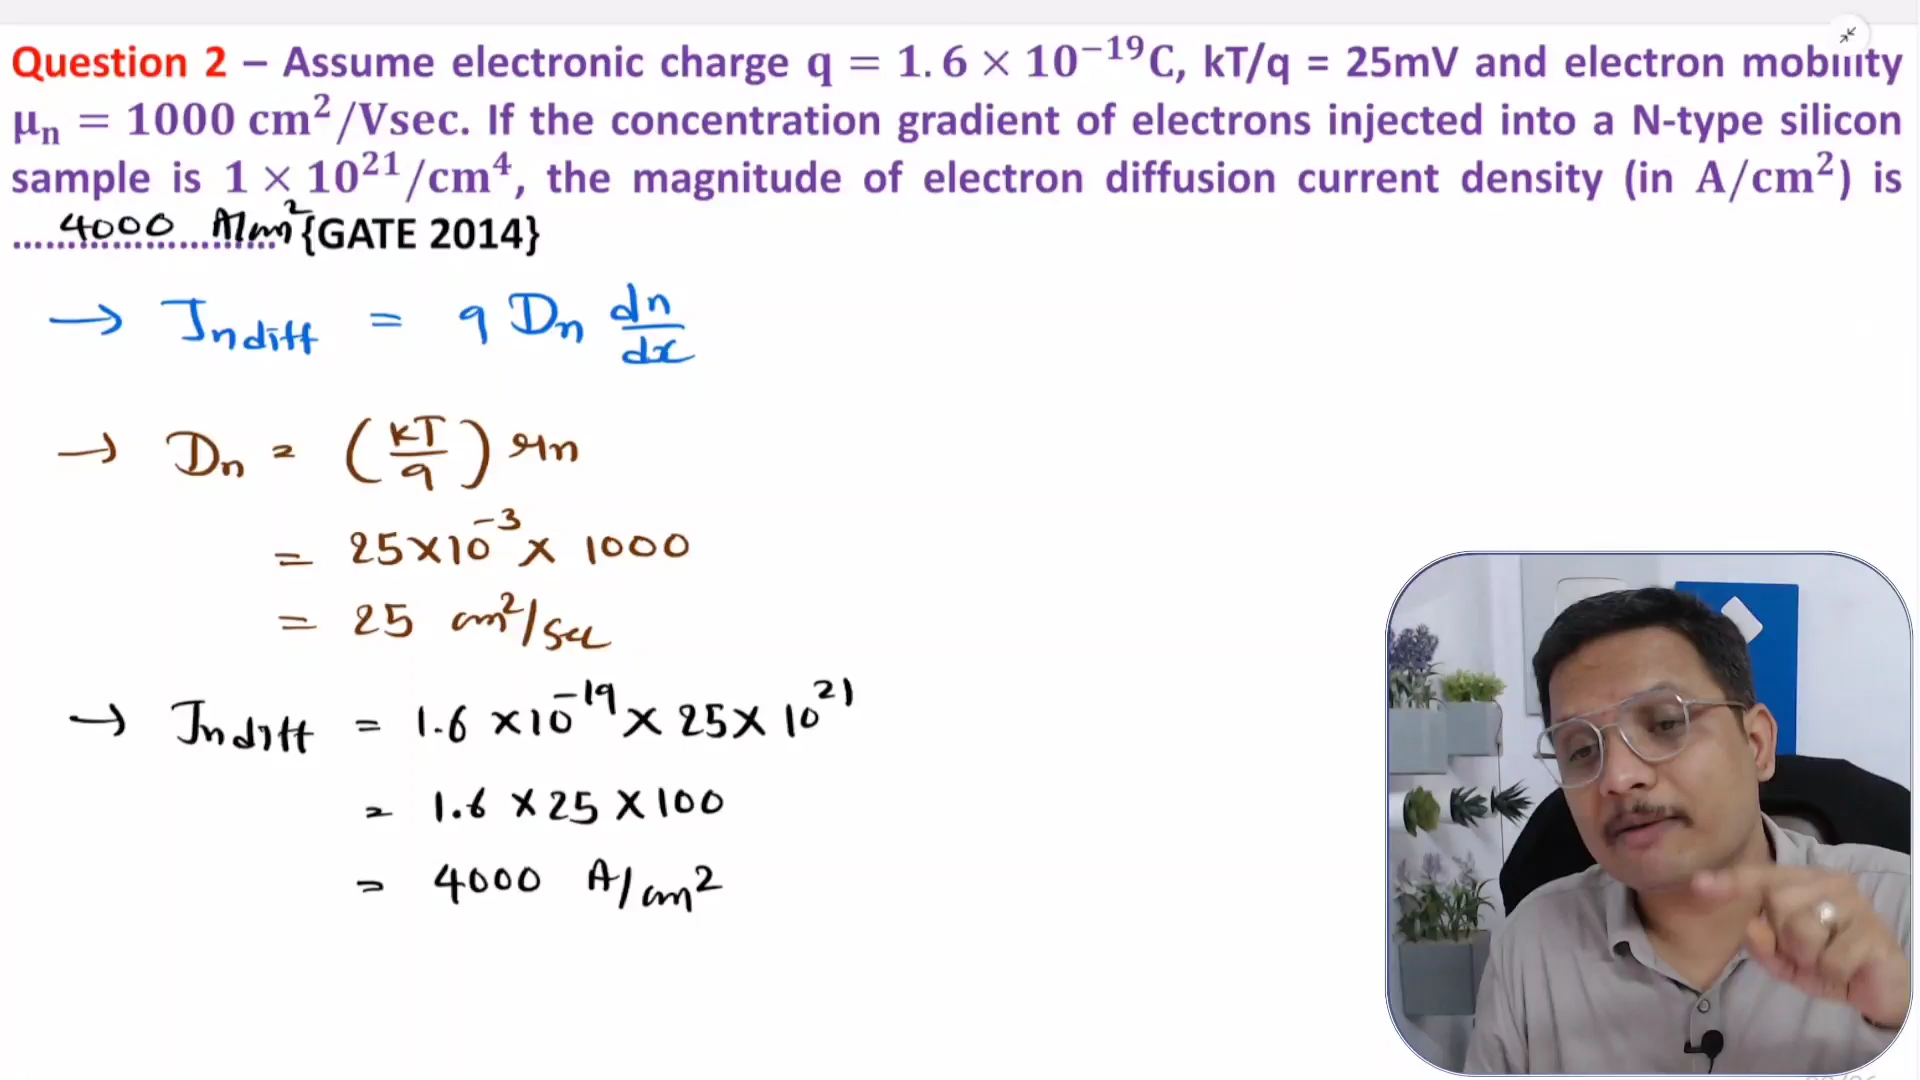 Question 2 – Assume electronic charge q = 1.6 × 10⁻¹⁹C, kT/q = 25mV and electron mobility
μₙ = 1000 cm²/Vsec. If the concentration gradient of electrons injected into a N-type silicon
sample is 1 × 10²¹/cm⁴, the magnitude of electron diffusion current density (in A/cm²) is
....4000 A/cm².... {GATE 2014}
→ Jn diff = q Dn dn/dx
→ Dn = (kT/q) μn
= 25×10⁻³ × 1000
= 25 cm²/sec
→ Jn diff = 1.6 ×10⁻¹⁹ × 25 × 10²¹
= 1.6 × 25 × 100
= 4000 A/cm²